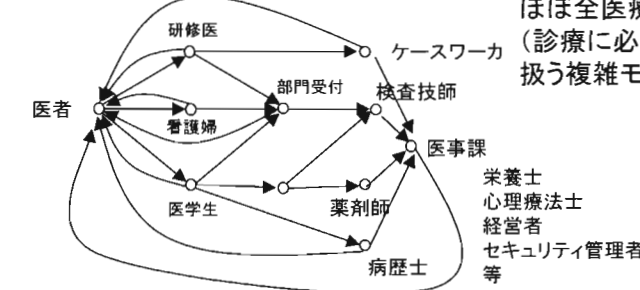 ほぼ全医療
（診療に必
扱う複雑モ
研修医
ケースワーカ
部門受付
検査技師
医者
看護婦
医事課
医学生
薬剤師
病歴士
栄養士
心理療法士
経営者
セキュリティ管理者
等